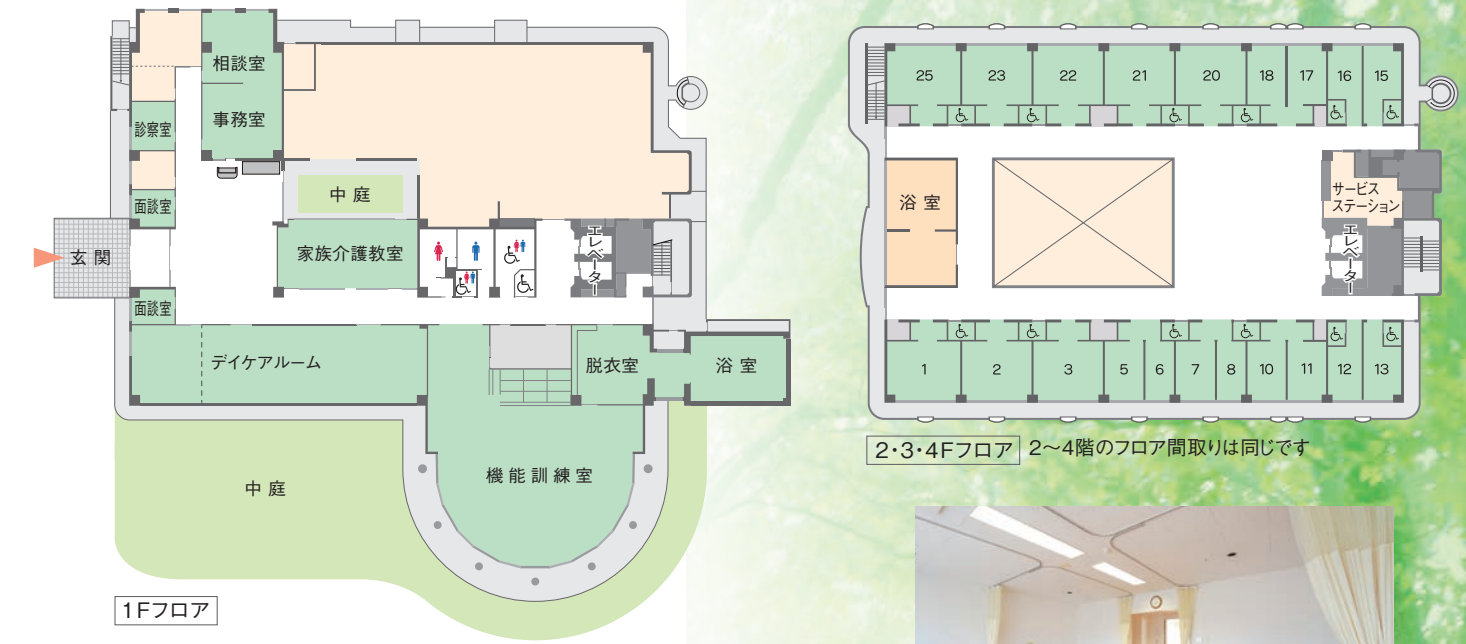 相談室
事務室
診察室
面談室
中庭
家族介護教室
玄関
面談室
エレベーター
デイケアルーム
脱衣室
浴室
機能訓練室
中庭
1Fフロア
25
23
22
21
20
18
17
16
15
浴室
サービス
ステーション
エレベーター
1
2
3
5
6
7
8
10
11
12
13
2・3・4Fフロア 2〜4階のフロア間取りは同じです